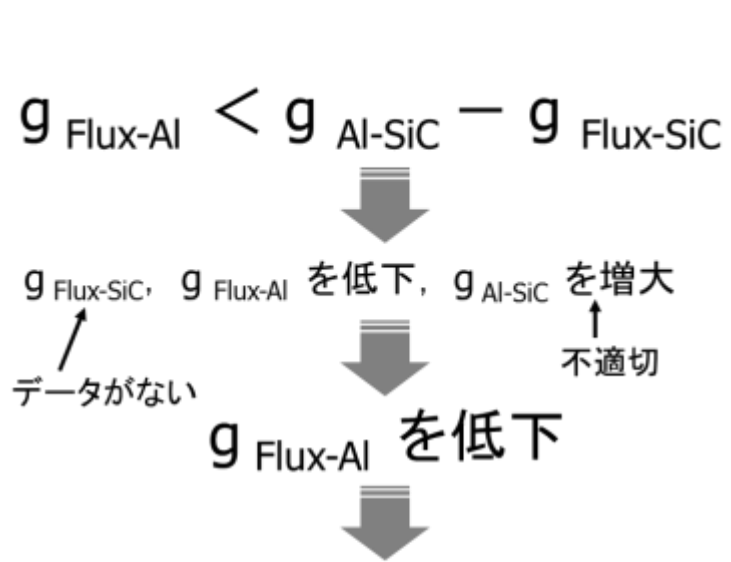 g Flux-Al < g Al-SiC − g Flux-SiC
g Flux-SiC, g Flux-Al を低下, g Al-SiC を増大
データがない
不適切
g Flux-Al を低下